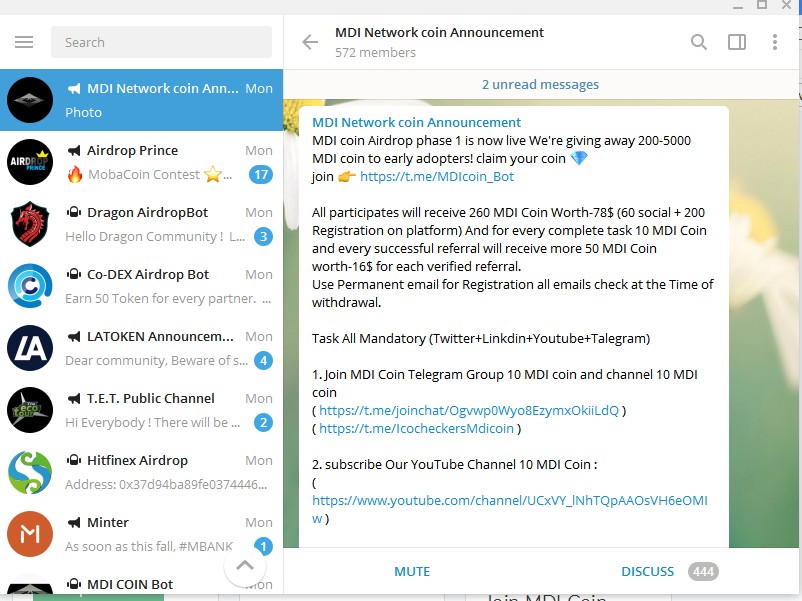 Search
MDI Network coin Ann... Mon
Photo
Airdrop Prince Mon
MobaCoin Contest ... 17
Dragon AirdropBot Mon
Hello Dragon Community ! L... 3
Co-DEX Airdrop Bot Mon
Earn 50 Token for every partner. ...
LATOKEN Announcem... Mon
Dear community, Beware of s... 4
T.E.T. Public Channel Mon
Hi Everybody ! There will be ... 2
Hitfinex Airdrop Mon
Address: 0x37d94ba89fe0374446...
Minter Mon
As soon as this fall, #MBANK 1
MDI COIN Bot Mon
AIRDROP
PRINCE
LA
The
eco
tour
MDI Network coin Announcement
572 members
2 unread messages
MDI Network coin Announcement
MDI coin Airdrop phase 1 is now live We're giving away 200-5000
MDI coin to early adopters! claim your coin 💎
join 👉 https://t.me/MDIcoin_Bot
All participates will receive 260 MDI Coin Worth-78$ (60 social + 200
Registration on platform) And for every complete task 10 MDI Coin
and every successful referral will receive more 50 MDI Coin
worth-16$ for each verified referral.
Use Permanent email for Registration all emails check at the Time of
withdrawal.
Task All Mandatory (Twitter+Linkdin+Youtube+Talegram)
1. Join MDI Coin Telegram Group 10 MDI coin and channel 10 MDI
coin
( https://t.me/joinchat/Ogvwp0Wyo8EzymxOkiiLdQ )
( https://t.me/IcocheckersMdicoin )
2. subscribe Our YouTube Channel 10 MDI Coin :
(
https://www.youtube.com/channel/UCxVY_lNhTQpAAOsVH6eOMI
w )
MUTE DISCUSS 444
Join MDI Coin